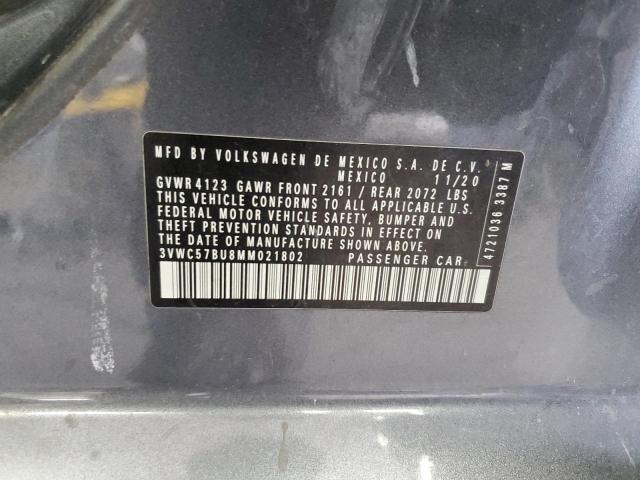 MFD BY VOLKSWAGEN DE MEXICO S.A. DE C.V.
MEXICO 11/20
GVWR 4123 GAWR FRONT 2161 / REAR 2072 LBS
THIS VEHICLE CONFORMS TO ALL APPLICABLE U.S.
FEDERAL MOTOR VEHICLE SAFETY, BUMPER AND
THEFT PREVENTION STANDARDS IN EFFECT ON
THE DATE OF MANUFACTURE SHOWN ABOVE.
3VWC57BU8MM021802 PASSENGER CAR
4721036 3387 M